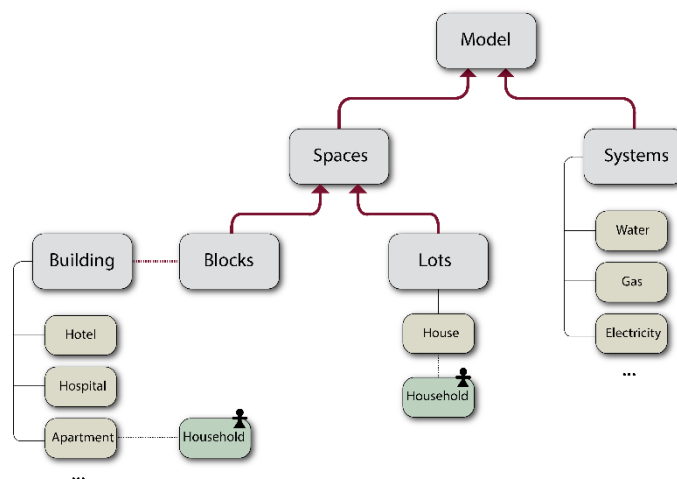 Model
Spaces
Systems
Building
Blocks
Lots
Water
Gas
Electricity
...
Hotel
Hospital
Apartment
...
Household
House
Household